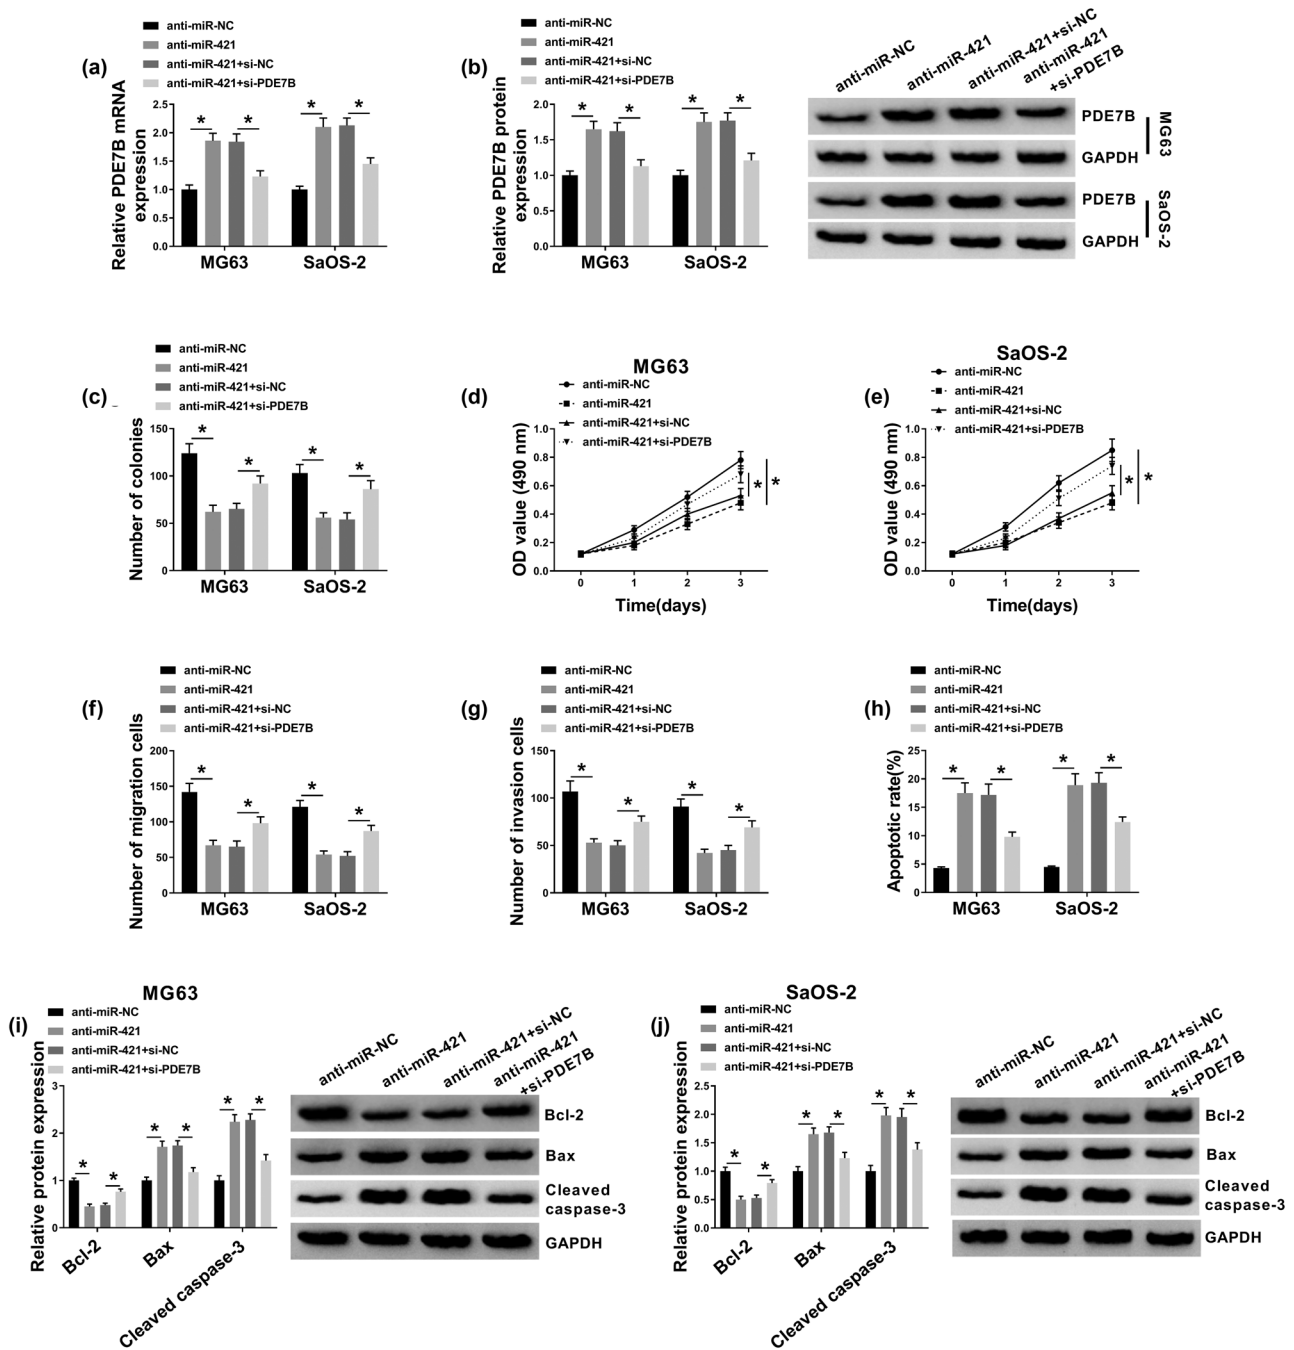 (a)
anti-miR-NC
anti-miR-421
anti-miR-421+si-NC
anti-miR-421+si-PDE7B
Relative PDE7B mRNA
expression
2.5
2.0
1.5
1.0
0.5
0.0
* * * *
MG63 SaOS-2
(b)
anti-miR-NC
anti-miR-421
anti-miR-421+si-NC
anti-miR-421+si-PDE7B
Relative PDE7B protein
expression
2.0
1.5
1.0
0.5
0.0
* * * *
MG63 SaOS-2
anti-miR-NC
anti-miR-421
anti-miR-421+si-NC
anti-miR-421
+si-PDE7B
PDE7B
GAPDH
MG63
PDE7B
GAPDH
SaOS-2
(c)
anti-miR-NC
anti-miR-421
anti-miR-421+si-NC
anti-miR-421+si-PDE7B
Number of colonies
150
100
50
0
* * * *
MG63 SaOS-2
(d)
MG63
anti-miR-NC
anti-miR-421
anti-miR-421+si-NC
anti-miR-421+si-PDE7B
OD value (490 nm)
1.0
0.8
0.6
0.4
0.2
0.0
* *
0 1 2 3
Time(days)
(e)
SaOS-2
anti-miR-NC
anti-miR-421
anti-miR-421+si-NC
anti-miR-421+si-PDE7B
OD value (490 nm)
1.0
0.8
0.6
0.4
0.2
0.0
* *
0 1 2 3
Time(days)
(f)
anti-miR-NC
anti-miR-421
anti-miR-421+si-NC
anti-miR-421+si-PDE7B
Number of migration cells
200
150
100
50
0
* * * *
MG63 SaOS-2
(g)
anti-miR-NC
anti-miR-421
anti-miR-421+si-NC
anti-miR-421+si-PDE7B
Number of invasion cells
150
100
50
0
* * * *
MG63 SaOS-2
(h)
anti-miR-NC
anti-miR-421
anti-miR-421+si-NC
anti-miR-421+si-PDE7B
Apoptotic rate(%)
25
20
15
10
5
0
* * * *
MG63 SaOS-2
(i)
MG63
anti-miR-NC
anti-miR-421
anti-miR-421+si-NC
anti-miR-421+si-PDE7B
Relative protein expression
3
2
1
0
* * * * * *
Bcl-2
Bax
Cleaved caspase-3
anti-miR-NC
anti-miR-421
anti-miR-421+si-NC
anti-miR-421
+si-PDE7B
Bcl-2
Bax
Cleaved
caspase-3
GAPDH
(j)
SaOS-2
anti-miR-NC
anti-miR-421
anti-miR-421+si-NC
anti-miR-421+si-PDE7B
Relative protein expression
2.5
2.0
1.5
1.0
0.5
0.0
* * * * * *
Bcl-2
Bax
Cleaved caspase-3
anti-miR-NC
anti-miR-421
anti-miR-421+si-NC
anti-miR-421
+si-PDE7B
Bcl-2
Bax
Cleaved
caspase-3
GAPDH